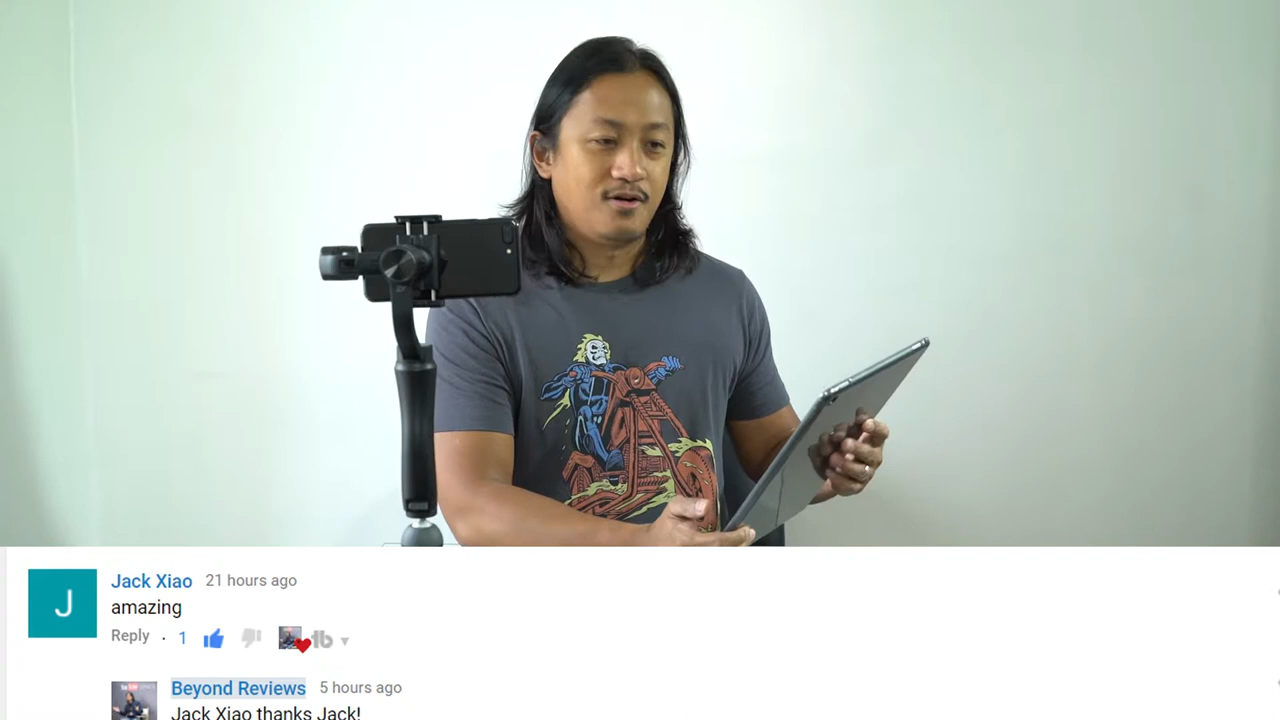 J
Jack Xiao 21 hours ago
amazing
Reply · 1
Beyond Reviews 5 hours ago
Jack Xiao thanks Jack!